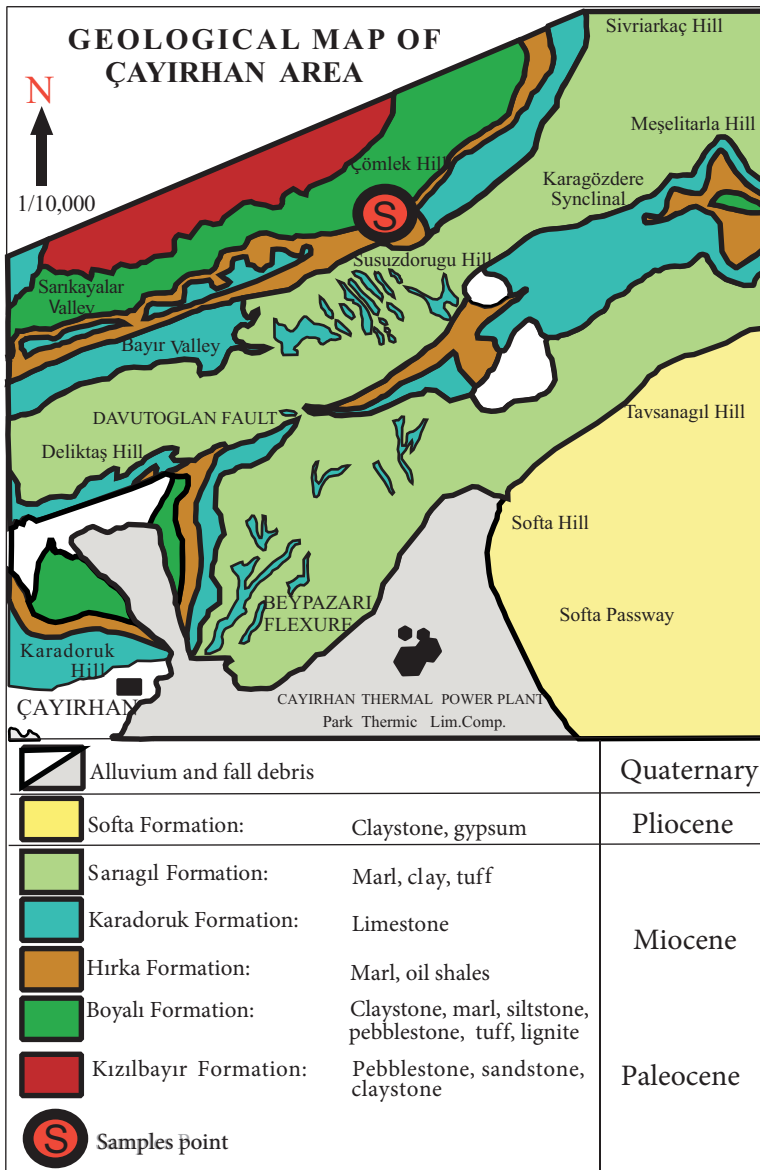 GEOLOGICAL MAP OF
ÇAYIRHAN AREA
N
1/10,000
Sivriarkaç Hill
Meşelitarla Hill
Karagözdere
Synclinal
Çömlek Hill
S
Susuzdorugu Hill
Sarıkayalar
Valley
Bayır Valley
DAVUTOGLAN FAULT
Tavsanagıl Hill
Deliktaş Hill
Softa Hill
Softa Passway
BEYPAZARI
FLEXURE
Karadoruk
Hill
ÇAYIRHAN
CAYIRHAN THERMAL POWER PLANT
Park Thermic Lim.Comp.
Alluvium and fall debris Quaternary
Softa Formation: Claystone, gypsum Pliocene
Sarıagıl Formation: Marl, clay, tuff
Karadoruk Formation: Limestone
Miocene
Hırka Formation: Marl, oil shales
Boyalı Formation: Claystone, marl, siltstone,
pebblestone, tuff, lignite
Kızılbayır Formation: Pebblestone, sandstone,
claystone
Paleocene
S Samples point